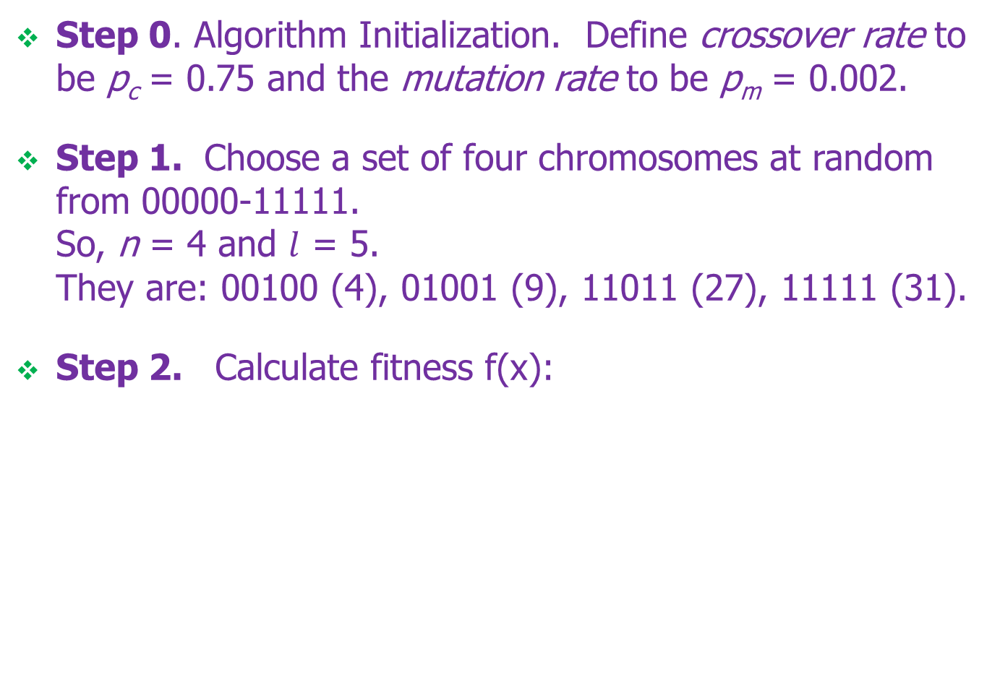 ❖ Step 0. Algorithm Initialization. Define crossover rate to
be pc = 0.75 and the mutation rate to be pm = 0.002.
❖ Step 1. Choose a set of four chromosomes at random
from 00000-11111.
So, n = 4 and l = 5.
They are: 00100 (4), 01001 (9), 11011 (27), 11111 (31).
❖ Step 2. Calculate fitness f(x):